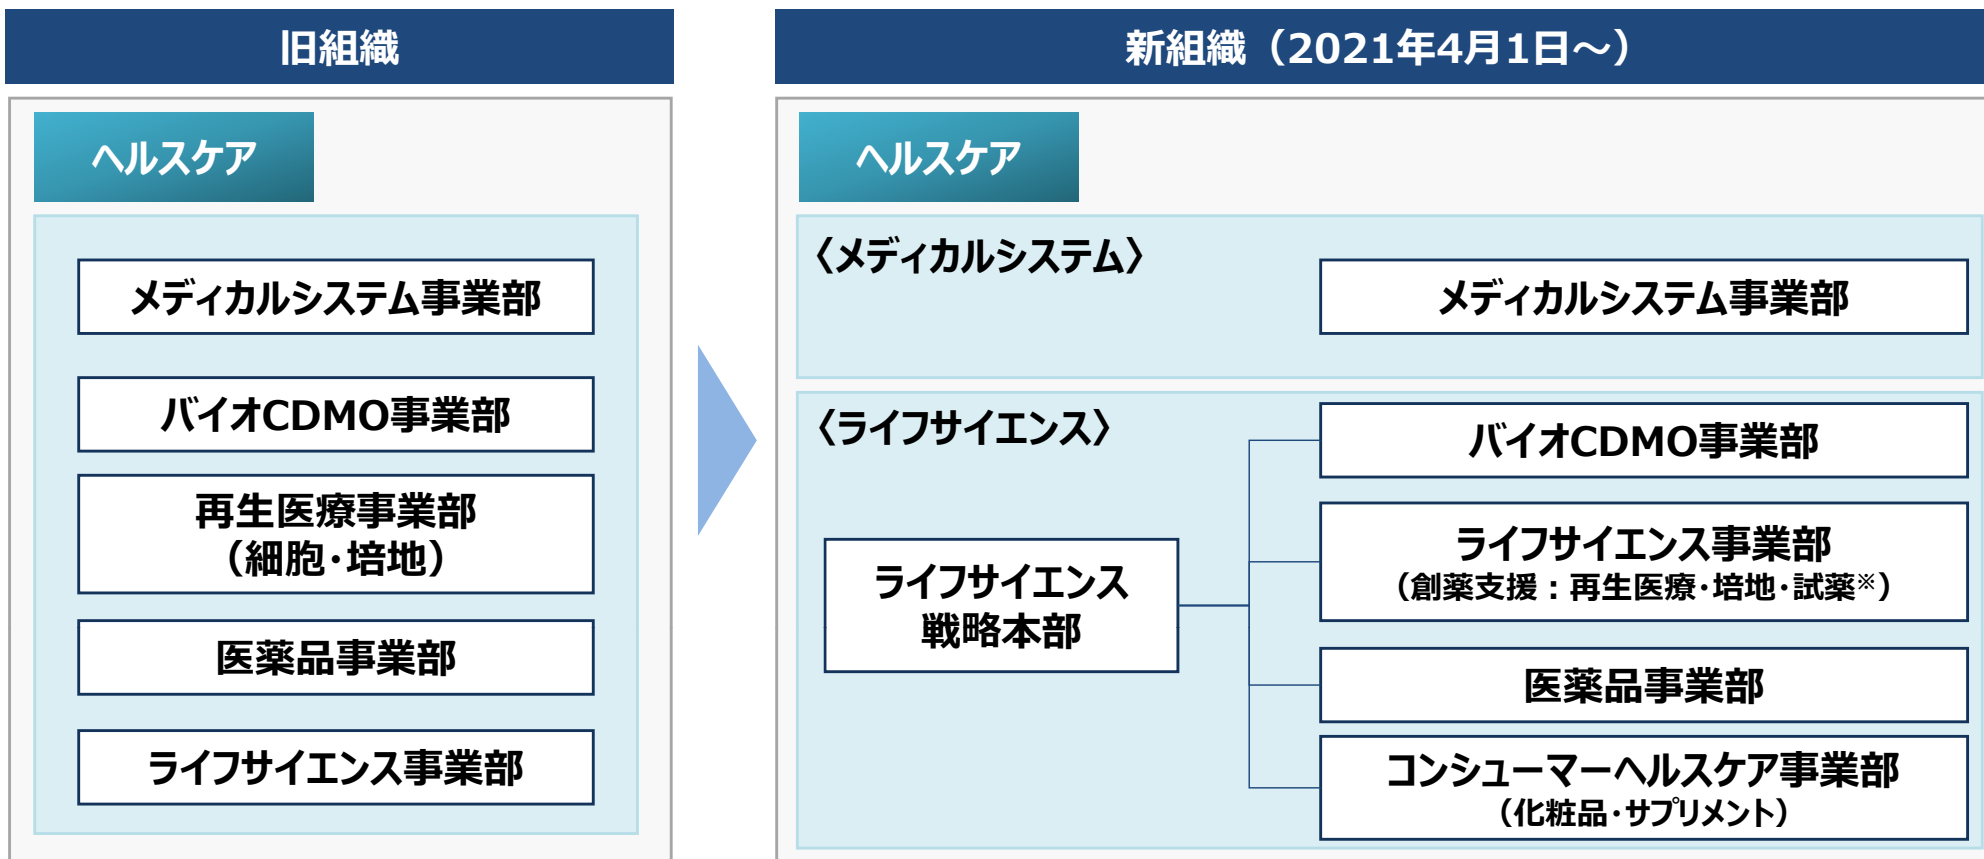 旧組織
ヘルスケア
メディカルシステム事業部
バイオCDMO事業部
再生医療事業部
（細胞・培地）
医薬品事業部
ライフサイエンス事業部
新組織（2021年4月1日～）
ヘルスケア
〈メディカルシステム〉
メディカルシステム事業部
〈ライフサイエンス〉
ライフサイエンス
戦略本部
バイオCDMO事業部
ライフサイエンス事業部
（創薬支援：再生医療・培地・試薬※）
医薬品事業部
コンシューマーヘルスケア事業部
（化粧品・サプリメント）